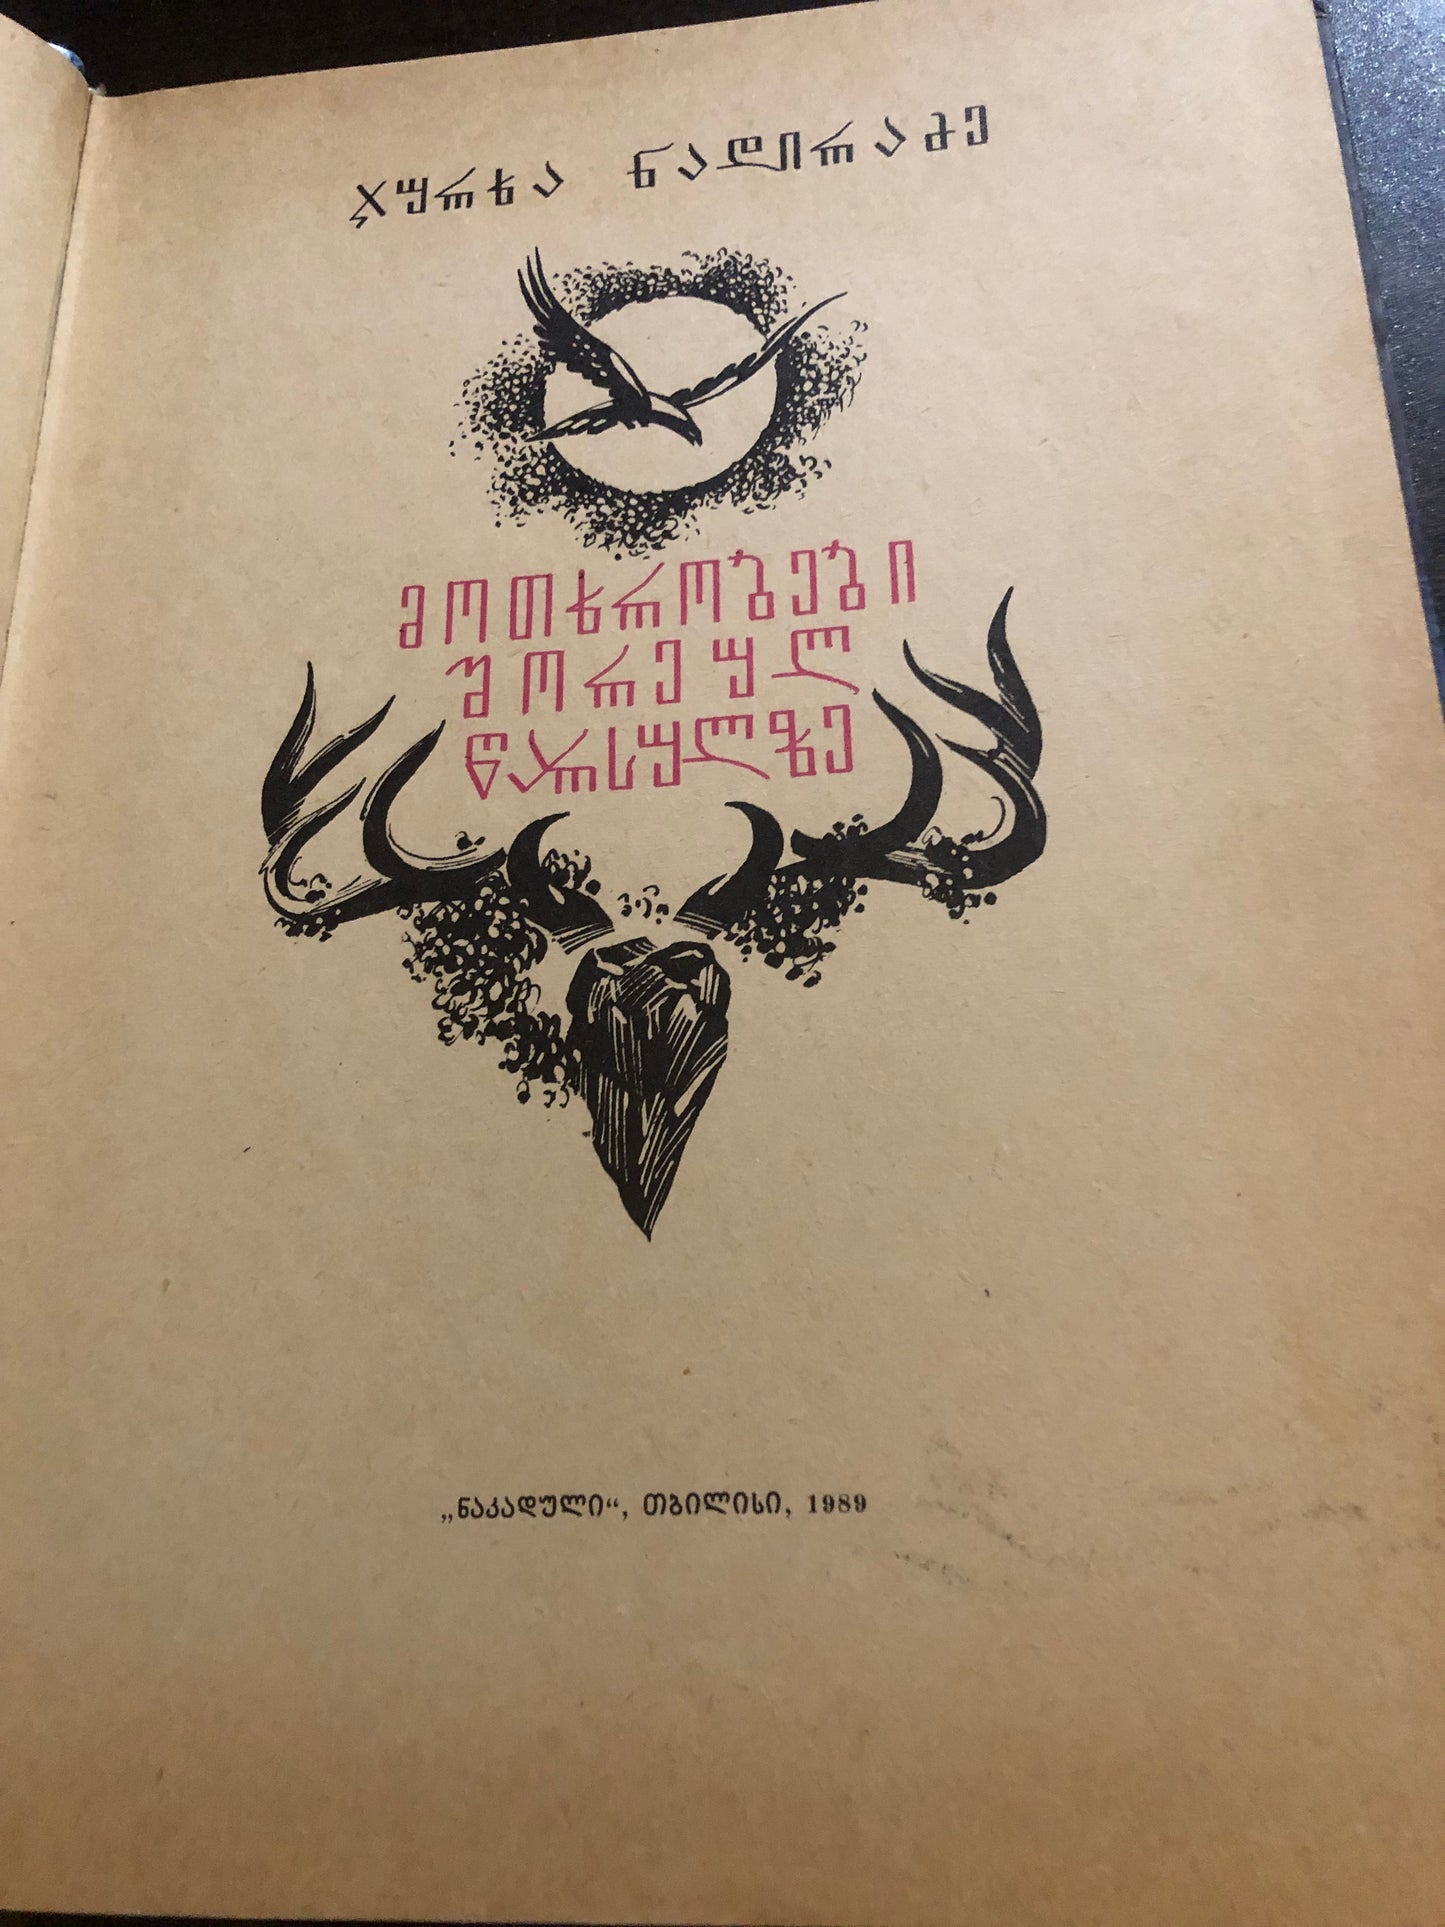 ჯურხა ნადირაძე
მოთხრობები
შორეულ
წარსულზე
„ნაკადული“, თბილისი, 1989